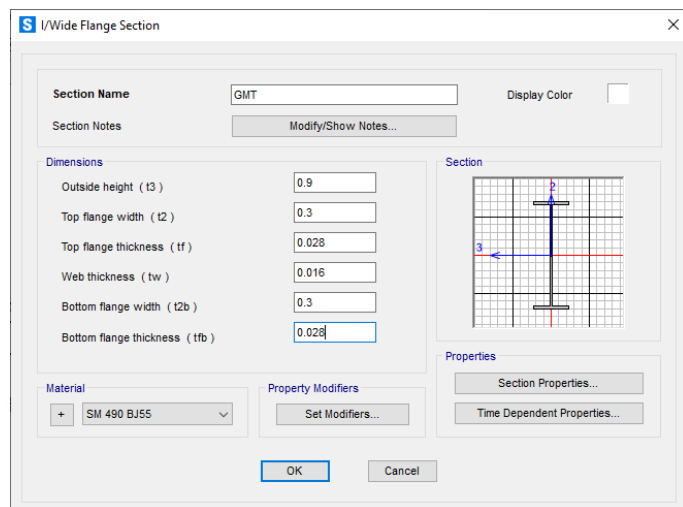 S I/Wide Flange Section
Section Name GMT Display Color
Section Notes Modify/Show Notes...
Dimensions
Outside height ( t3 ) 0.9
Top flange width ( t2 ) 0.3
Top flange thickness ( tf ) 0.028
Web thickness ( tw ) 0.016
Bottom flange width ( t2b ) 0.3
Bottom flange thickness ( tfb ) 0.028
Section
2
3
Properties
Section Properties...
Time Dependent Properties...
Material
+ SM 490 BJ55
Property Modifiers
Set Modifiers...
OK Cancel